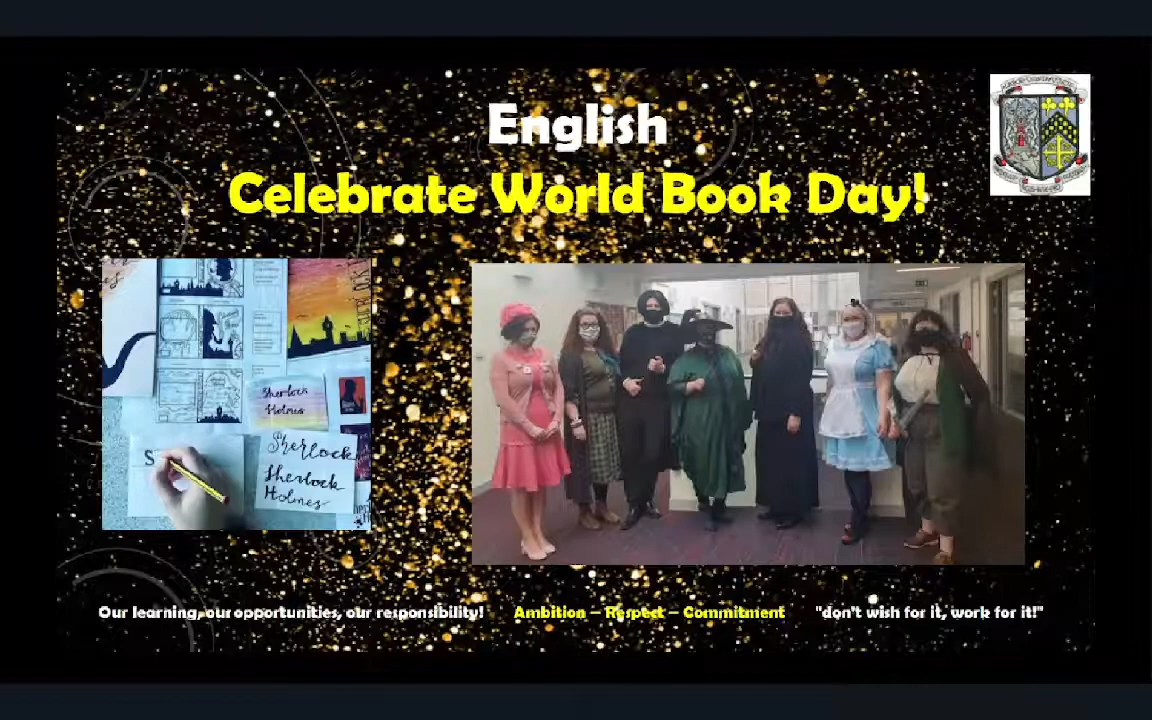 English
Celebrate World Book Day!
Sherlock
Holmes
S
Sherlock
Sherlock
Holmes
Our learning, our opportunities, our responsibility!
Ambition – Respect – Commitment
"don't wish for it, work for it!"